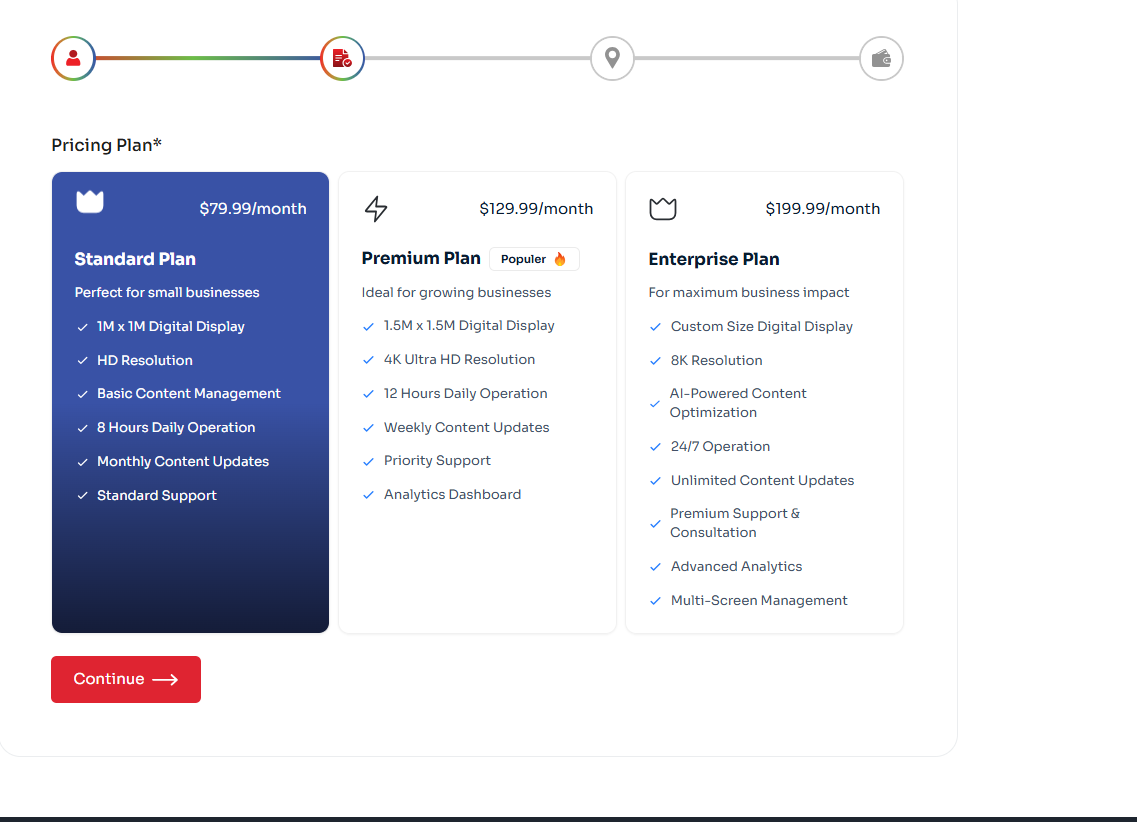 Pricing Plan*
$79.99/month
Standard Plan
Perfect for small businesses
1M x 1M Digital Display
HD Resolution
Basic Content Management
8 Hours Daily Operation
Monthly Content Updates
Standard Support
$129.99/month
Premium Plan Populer 🔥
Ideal for growing businesses
1.5M x 1.5M Digital Display
4K Ultra HD Resolution
12 Hours Daily Operation
Weekly Content Updates
Priority Support
Analytics Dashboard
$199.99/month
Enterprise Plan
For maximum business impact
Custom Size Digital Display
8K Resolution
AI-Powered Content
Optimization
24/7 Operation
Unlimited Content Updates
Premium Support &
Consultation
Advanced Analytics
Multi-Screen Management
Continue